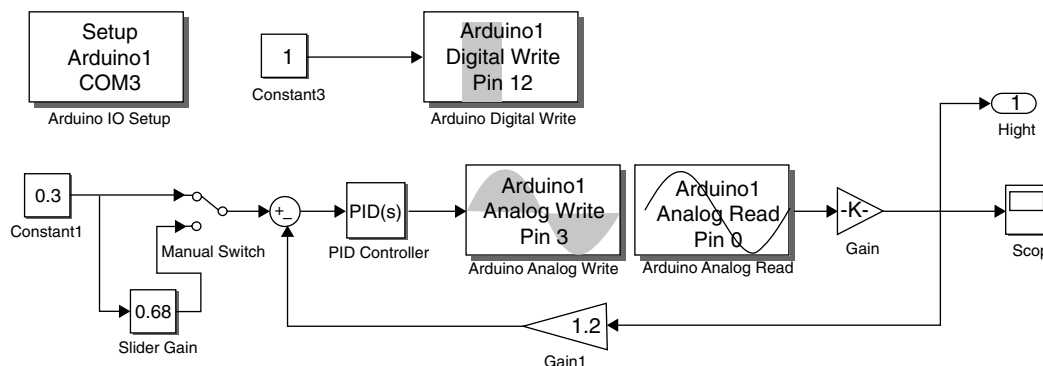 Setup
Arduino1
COM3
Arduino IO Setup
1
Constant3
Arduino1
Digital Write
Pin 12
Arduino Digital Write
1
Hight
0.3
Constant1
Manual Switch
0.68
Slider Gain
+
_
PID(s)
PID Controller
Arduino1
Analog Write
Pin 3
Arduino Analog Write
Arduino1
Analog Read
Pin 0
Arduino Analog Read
-K-
Gain
Scop
1.2
Gain1